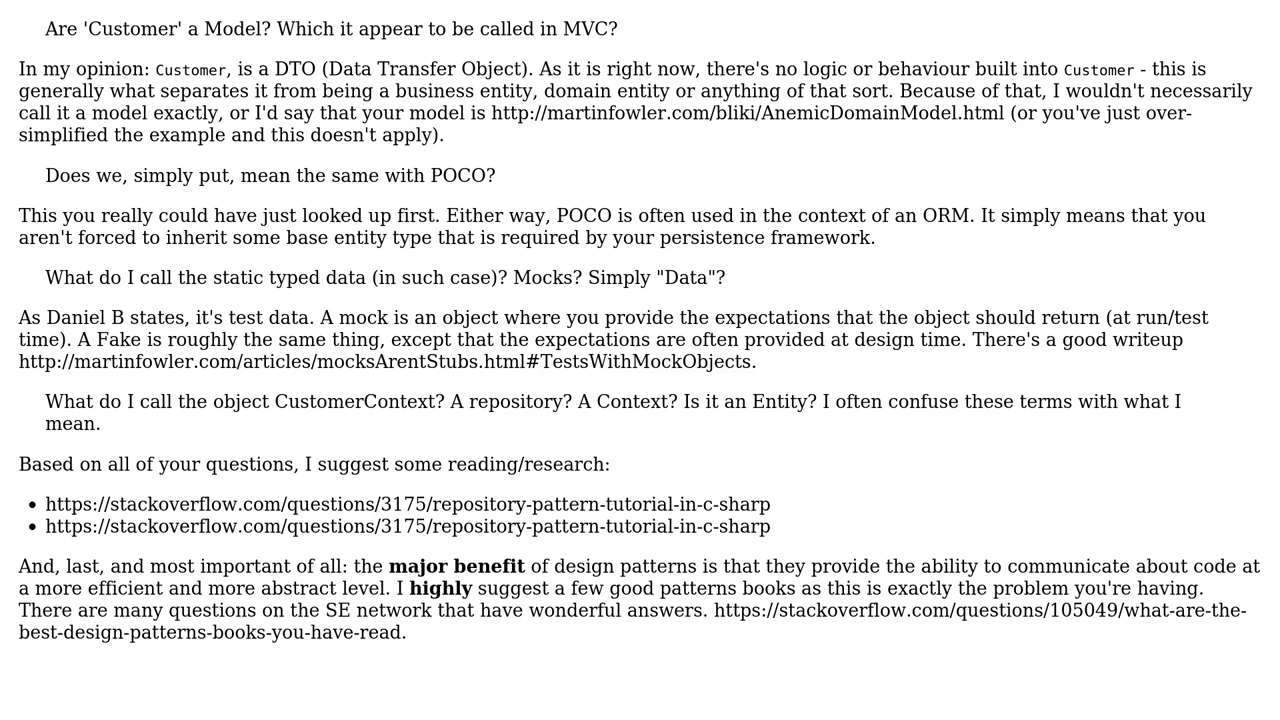 Are 'Customer' a Model? Which it appear to be called in MVC?
In my opinion: Customer, is a DTO (Data Transfer Object). As it is right now, there's no logic or behaviour built into Customer - this is
generally what separates it from being a business entity, domain entity or anything of that sort. Because of that, I wouldn't necessarily
call it a model exactly, or I'd say that your model is http://martinfowler.com/bliki/AnemicDomainModel.html (or you've just over-
simplified the example and this doesn't apply).
Does we, simply put, mean the same with POCO?
This you really could have just looked up first. Either way, POCO is often used in the context of an ORM. It simply means that you
aren't forced to inherit some base entity type that is required by your persistence framework.
What do I call the static typed data (in such case)? Mocks? Simply "Data"?
As Daniel B states, it's test data. A mock is an object where you provide the expectations that the object should return (at run/test
time). A Fake is roughly the same thing, except that the expectations are often provided at design time. There's a good writeup
http://martinfowler.com/articles/mocksArentStubs.html#TestsWithMockObjects.
What do I call the object CustomerContext? A repository? A Context? Is it an Entity? I often confuse these terms with what I
mean.
Based on all of your questions, I suggest some reading/research:
• https://stackoverflow.com/questions/3175/repository-pattern-tutorial-in-c-sharp
• https://stackoverflow.com/questions/3175/repository-pattern-tutorial-in-c-sharp
And, last, and most important of all: the major benefit of design patterns is that they provide the ability to communicate about code at
a more efficient and more abstract level. I highly suggest a few good patterns books as this is exactly the problem you're having.
There are many questions on the SE network that have wonderful answers. https://stackoverflow.com/questions/105049/what-are-the-
best-design-patterns-books-you-have-read.